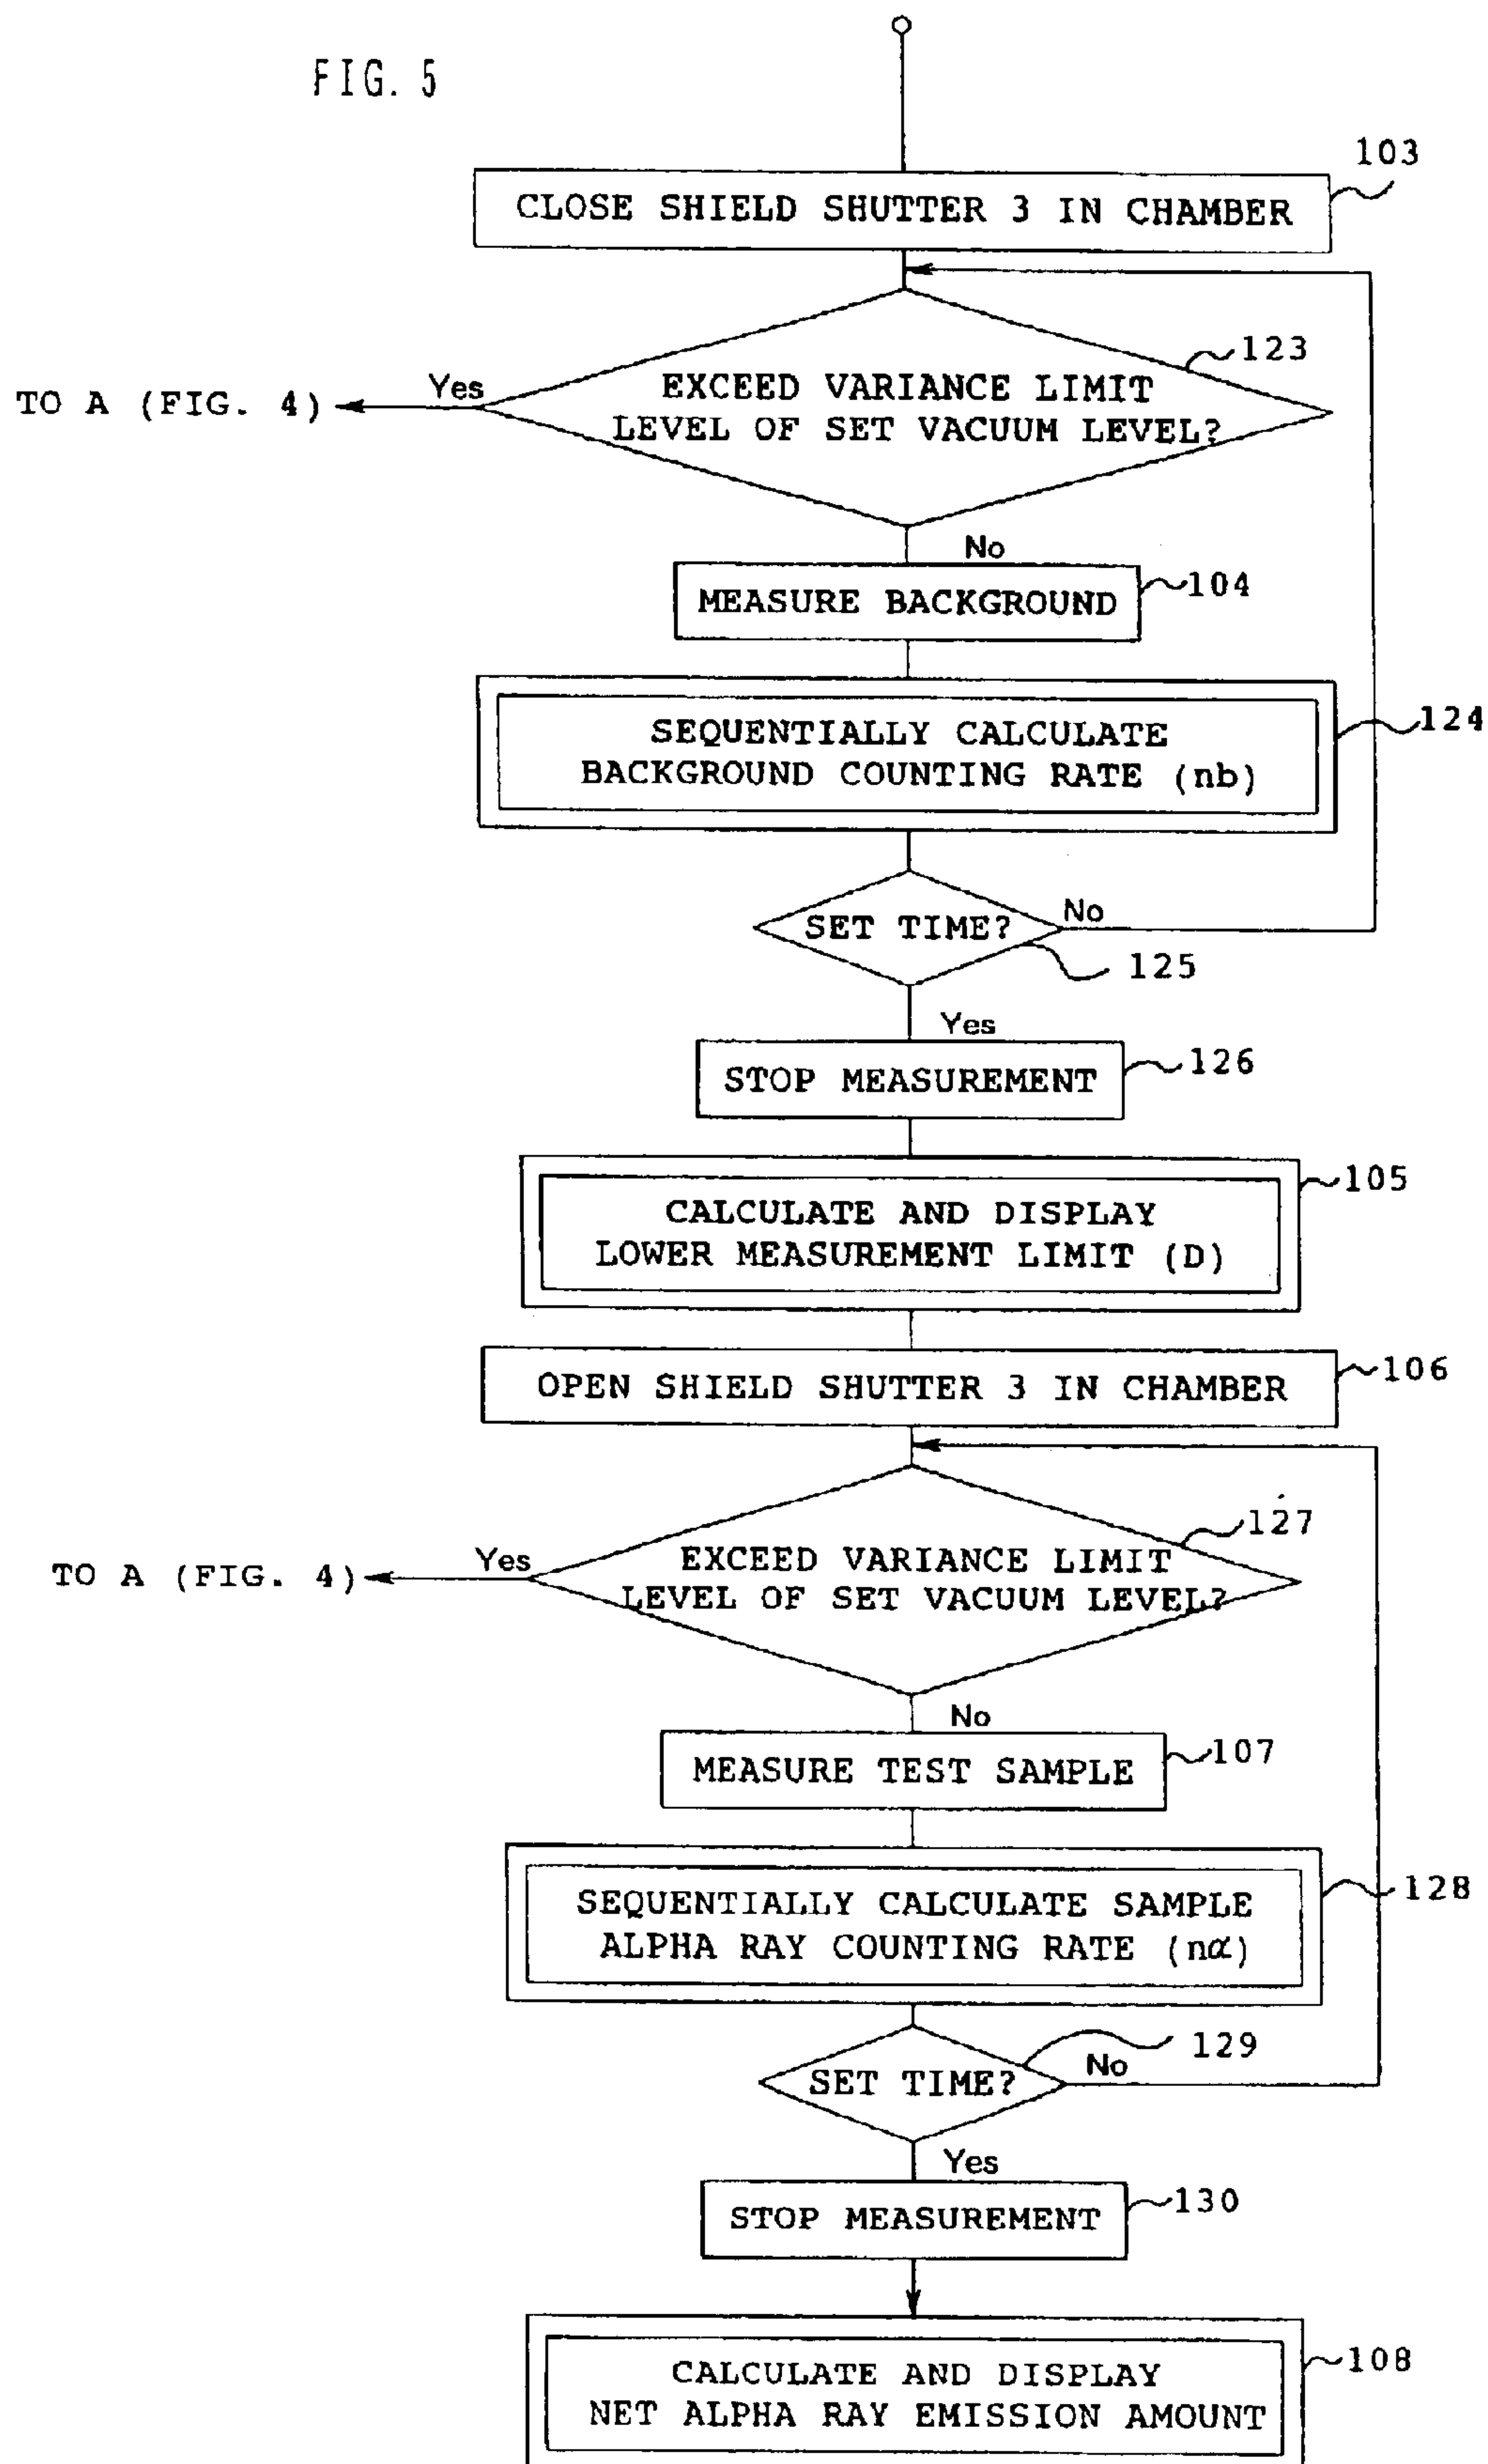 FIG. 5
103
CLOSE SHIELD SHUTTER 3 IN CHAMBER
123
EXCEED VARIANCE LIMIT
LEVEL OF SET VACUUM LEVEL?
Yes
TO A (FIG. 4)
No
MEASURE BACKGROUND
104
SEQUENTIALLY CALCULATE
BACKGROUND COUNTING RATE (nb)
124
SET TIME?
No
125
Yes
STOP MEASUREMENT
126
CALCULATE AND DISPLAY
LOWER MEASUREMENT LIMIT (D)
105
OPEN SHIELD SHUTTER 3 IN CHAMBER
106
127
EXCEED VARIANCE LIMIT
LEVEL OF SET VACUUM LEVEL?
Yes
TO A (FIG. 4)
No
MEASURE TEST SAMPLE
107
SEQUENTIALLY CALCULATE SAMPLE
ALPHA RAY COUNTING RATE (nα)
128
129
SET TIME?
No
Yes
STOP MEASUREMENT
130
CALCULATE AND DISPLAY
NET ALPHA RAY EMISSION AMOUNT
108